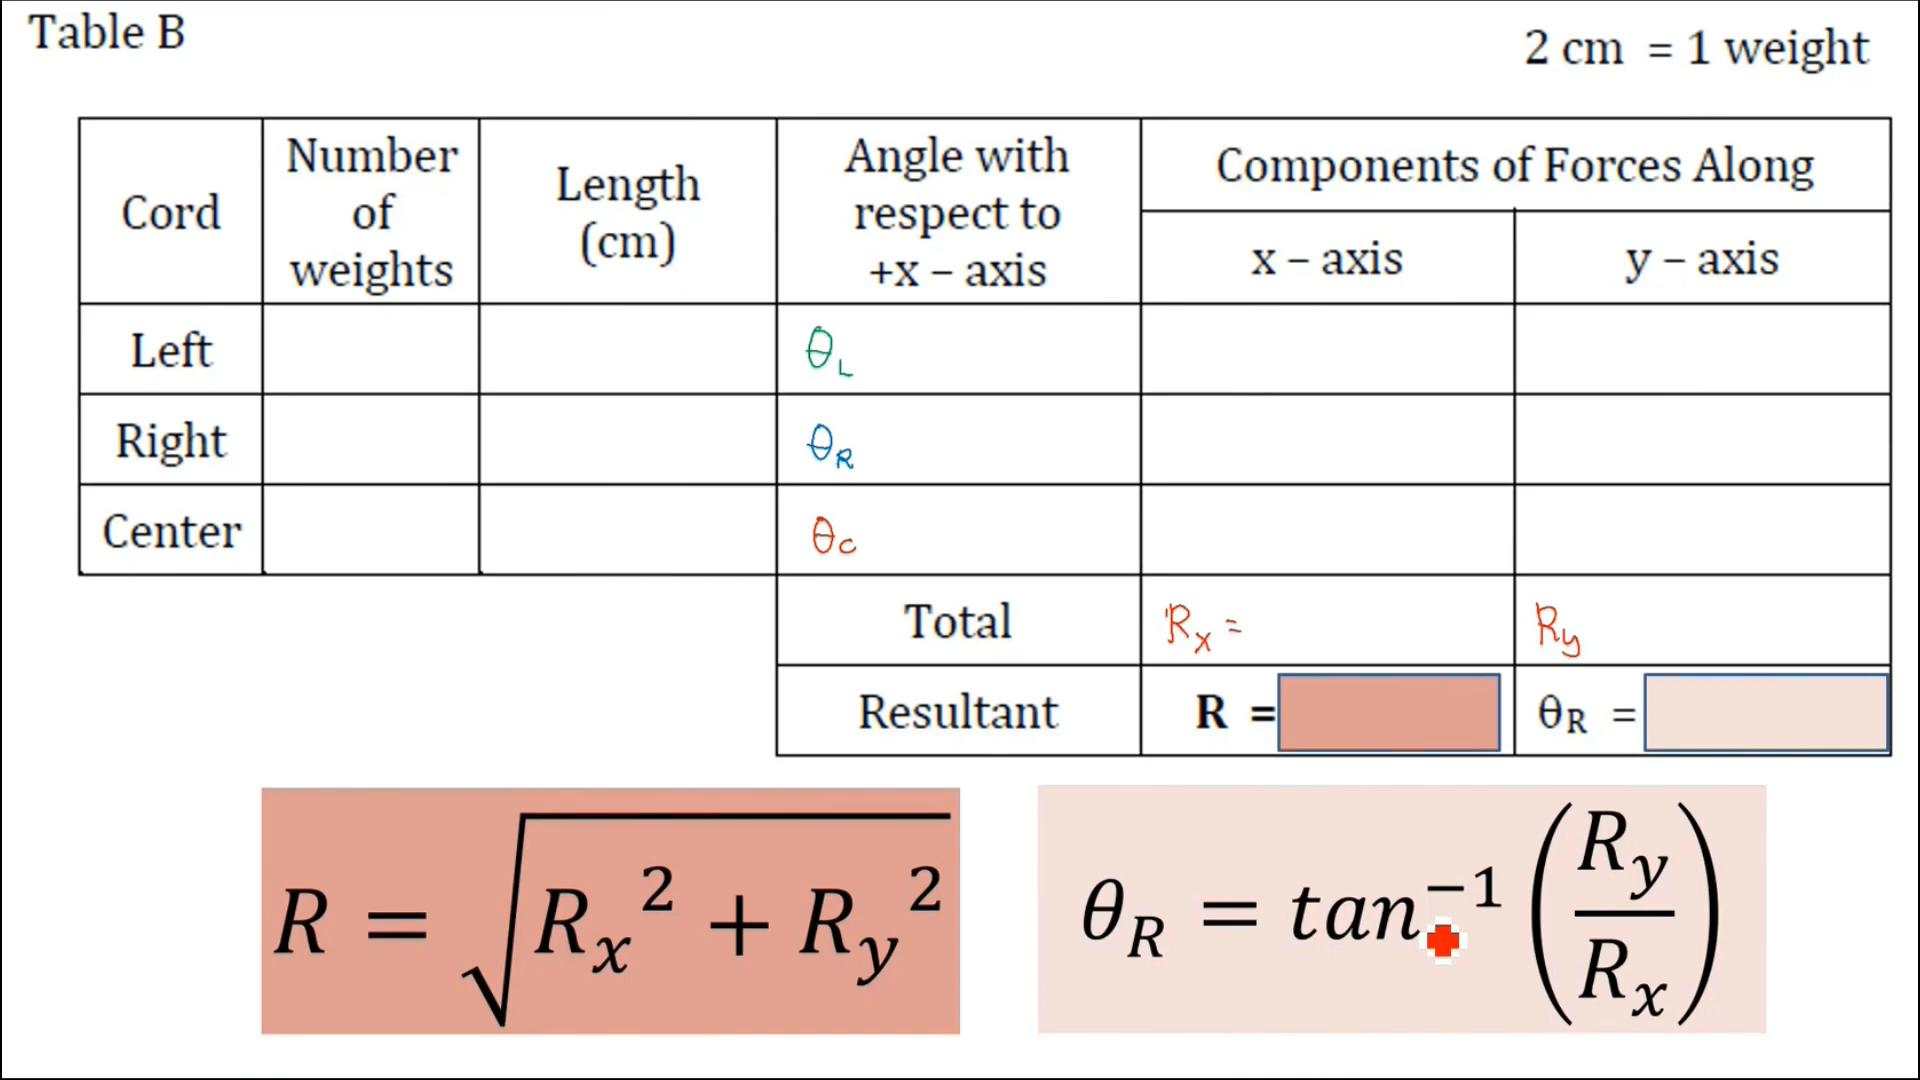 Table B
2 cm = 1 weight
Cord
Number
of
weights
Length
(cm)
Angle with
respect to
+x – axis
Components of Forces Along
x – axis
y – axis
Left
θL
Right
θR
Center
θc
Total
Rx =
Ry
Resultant
R =
θR =
R = √Rx² + Ry²
θR = tan⁻¹ (Ry/Rx)